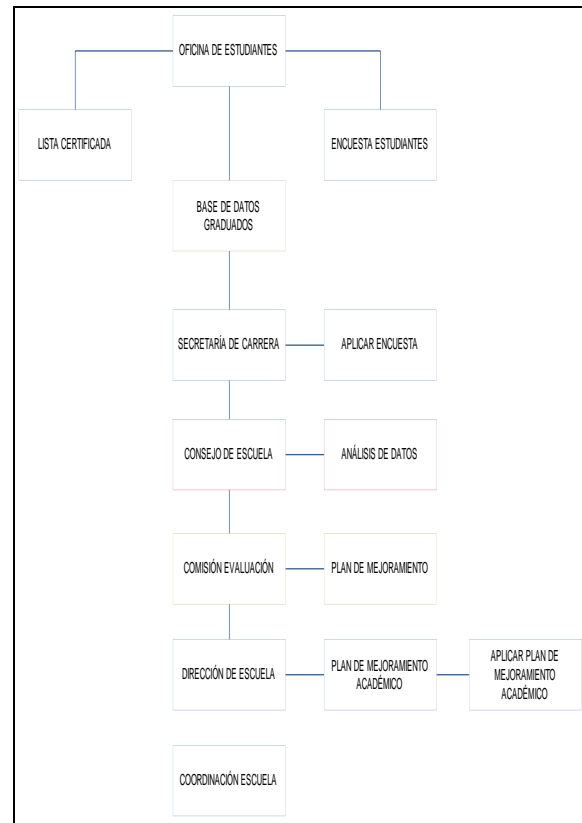 OFICINA DE ESTUDIANTES
LISTA CERTIFICADA
ENCUESTA ESTUDIANTES
BASE DE DATOS
GRADUADOS
SECRETARÍA DE CARRERA
APLICAR ENCUESTA
CONSEJO DE ESCUELA
ANÁLISIS DE DATOS
COMISIÓN EVALUACIÓN
PLAN DE MEJORAMIENTO
DIRECCIÓN DE ESCUELA
PLAN DE MEJORAMIENTO
ACADÉMICO
APLICAR PLAN DE
MEJORAMIENTO
ACADÉMICO
COORDINACIÓN ESCUELA